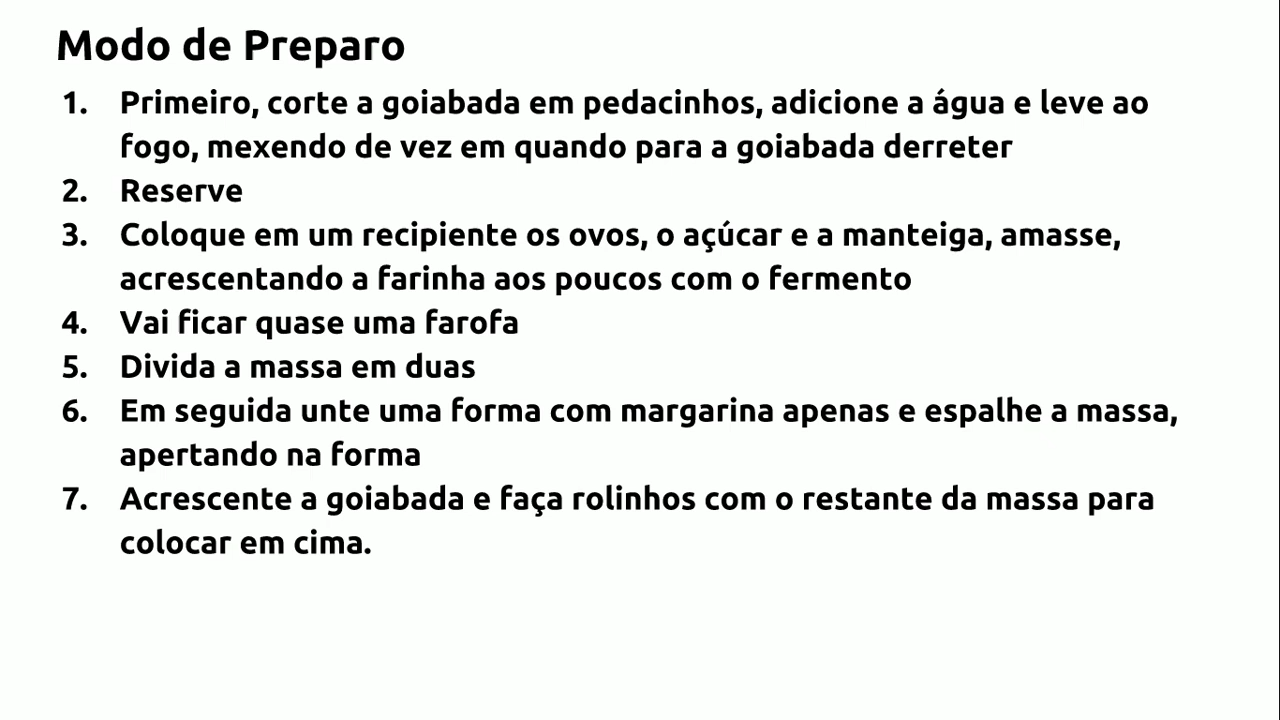 Modo de Preparo
1. Primeiro, corte a goiabada em pedacinhos, adicione a água e leve ao
fogo, mexendo de vez em quando para a goiabada derreter
2. Reserve
3. Coloque em um recipiente os ovos, o açúcar e a manteiga, amasse,
acrescentando a farinha aos poucos com o fermento
4. Vai ficar quase uma farofa
5. Divida a massa em duas
6. Em seguida unte uma forma com margarina apenas e espalhe a massa,
apertando na forma
7. Acrescente a goiabada e faça rolinhos com o restante da massa para
colocar em cima.